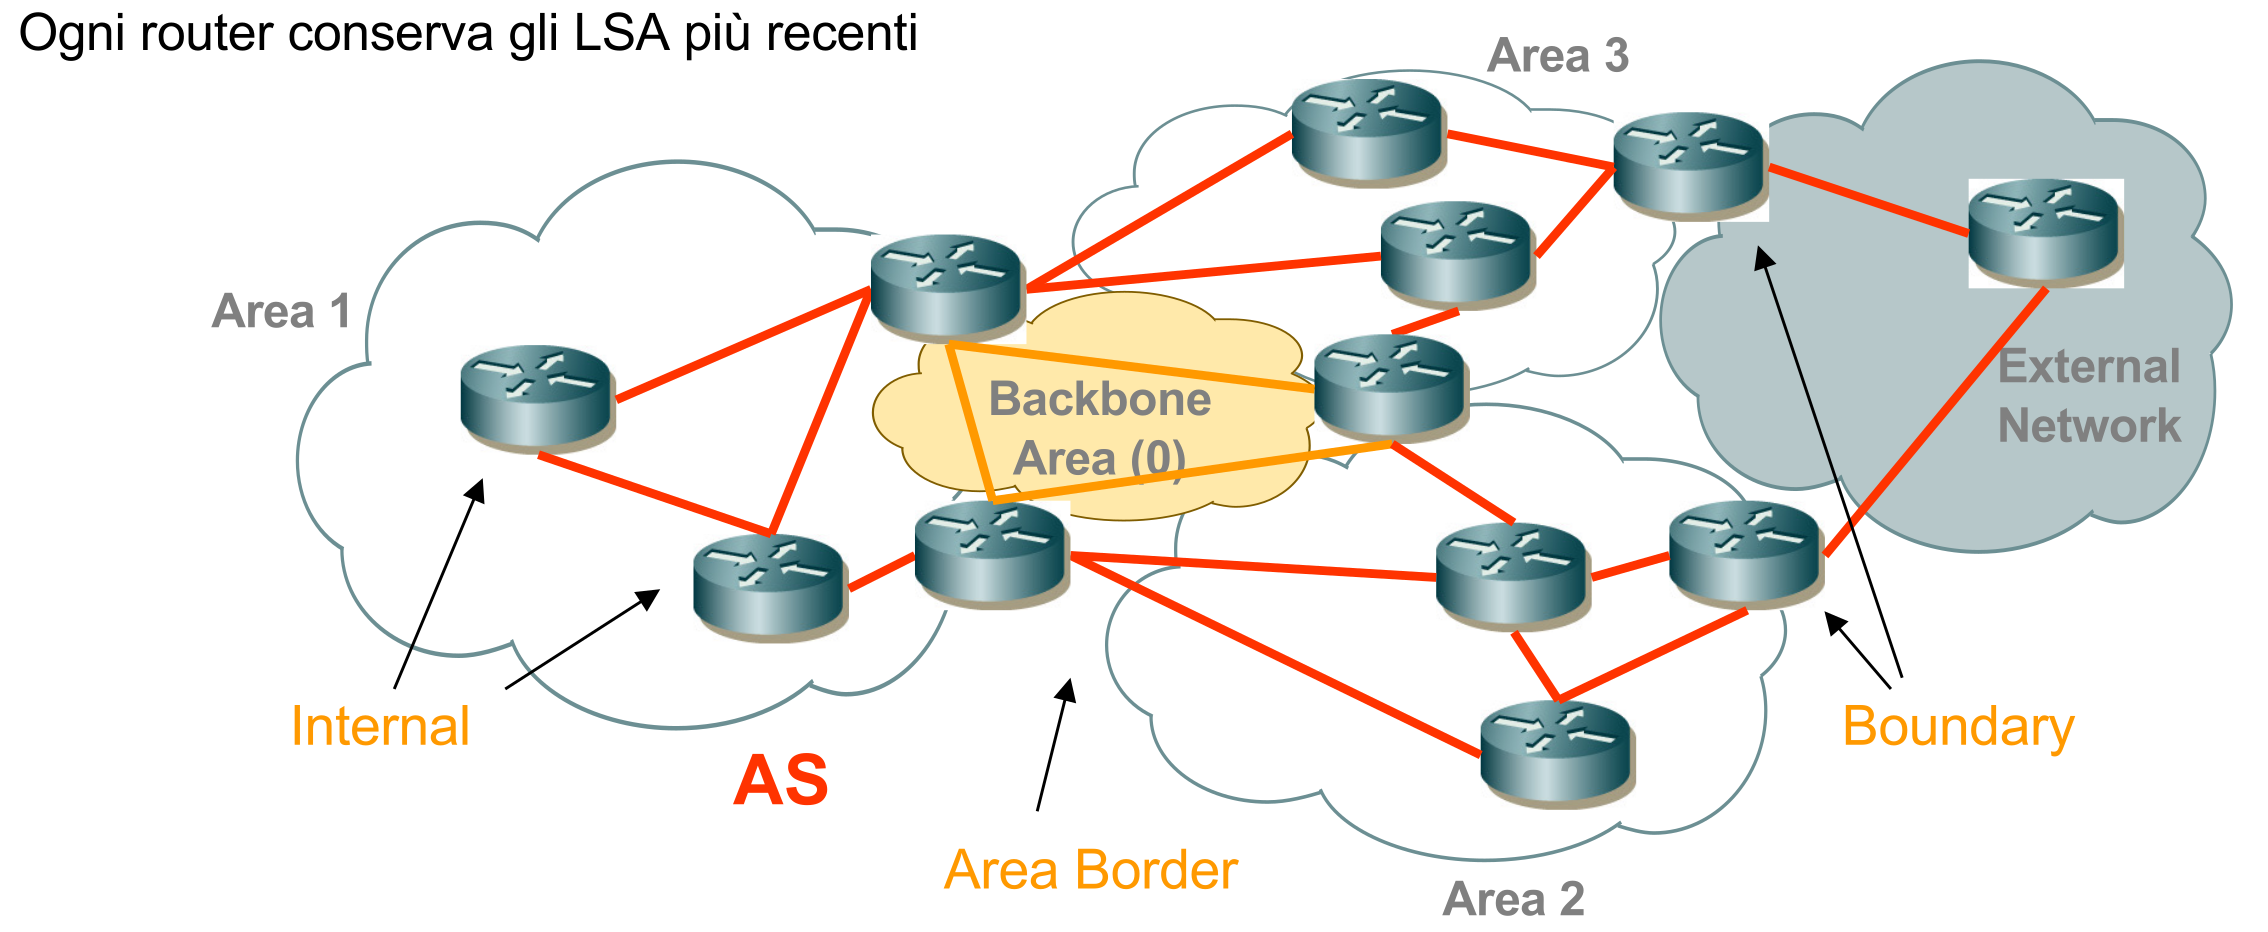 Ogni router conserva gli LSA più recenti
Area 3
Area 1
External
Network
Backbone
Area (0)
Internal
Boundary
AS
Area Border
Area 2